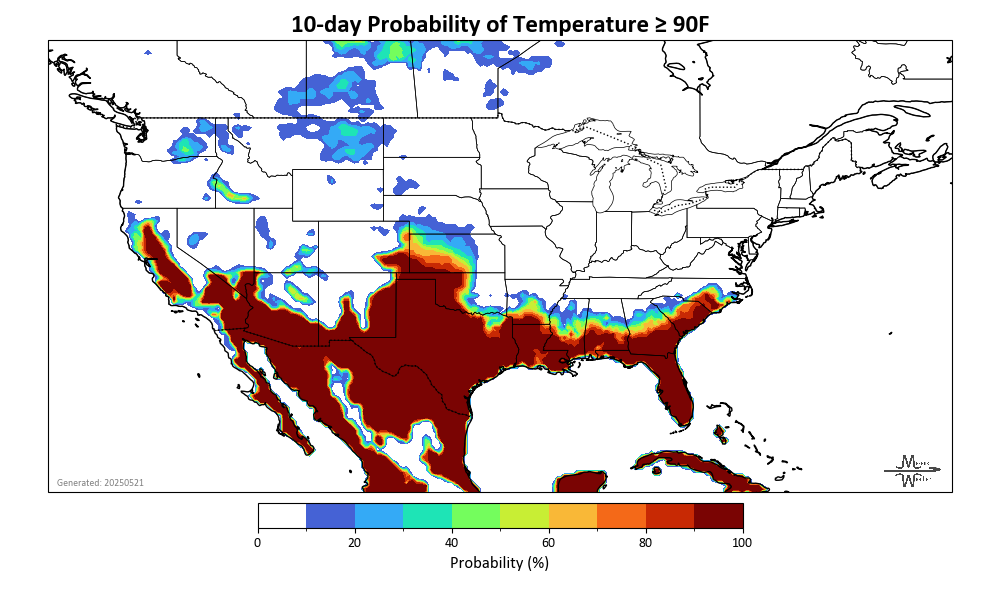 10-day Probability of Temperature ≥ 90F
Generated: 20250521
0 20 40 60 80 100
Probability (%)